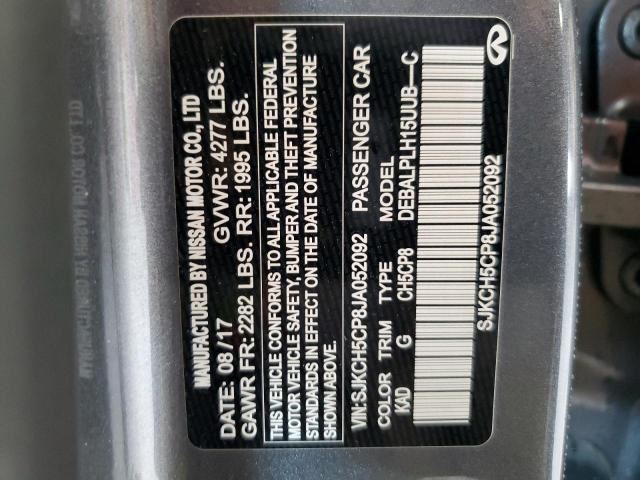 MANUFACTURED BY NISSAN MOTOR CO., LTD
DATE: 08/17 GVWR: 4277 LBS.
GAWR FR: 2282 LBS. RR: 1995 LBS.
THIS VEHICLE CONFORMS TO ALL APPLICABLE FEDERAL
MOTOR VEHICLE SAFETY, BUMPER AND THEFT PREVENTION
STANDARDS IN EFFECT ON THE DATE OF MANUFACTURE
SHOWN ABOVE.
VIN:SJKCH5CP8JA052092 PASSENGER CAR
COLOR TRIM TYPE MODEL
KAD G CH5CP8 DEBALPLH15UUB—C
SJKCH5CP8JA052092